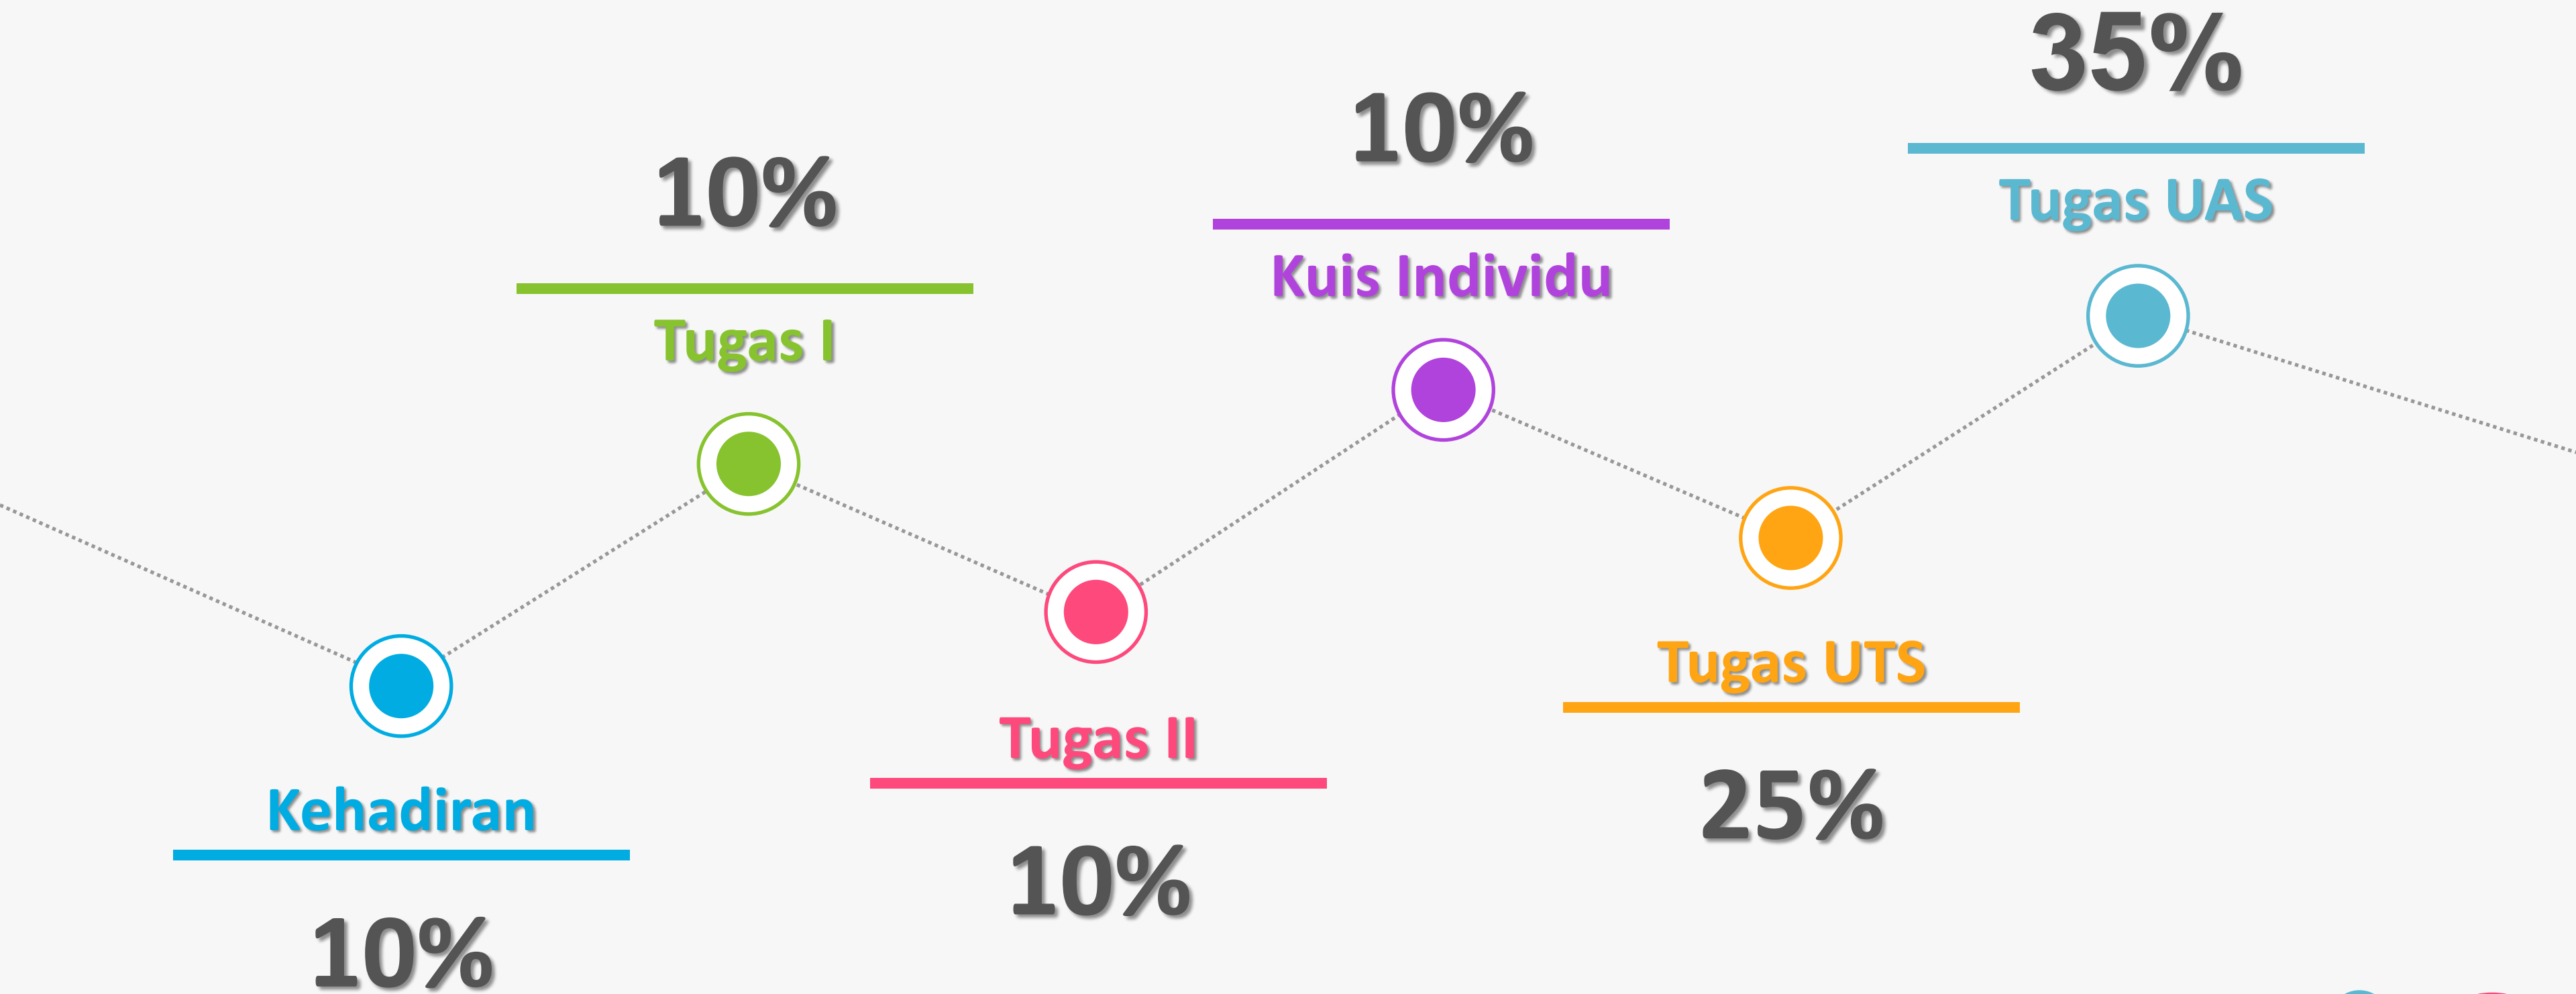 Kehadiran
10%
10%
Tugas I
Tugas II
10%
10%
Kuis Individu
Tugas UTS
25%
35%
Tugas UAS